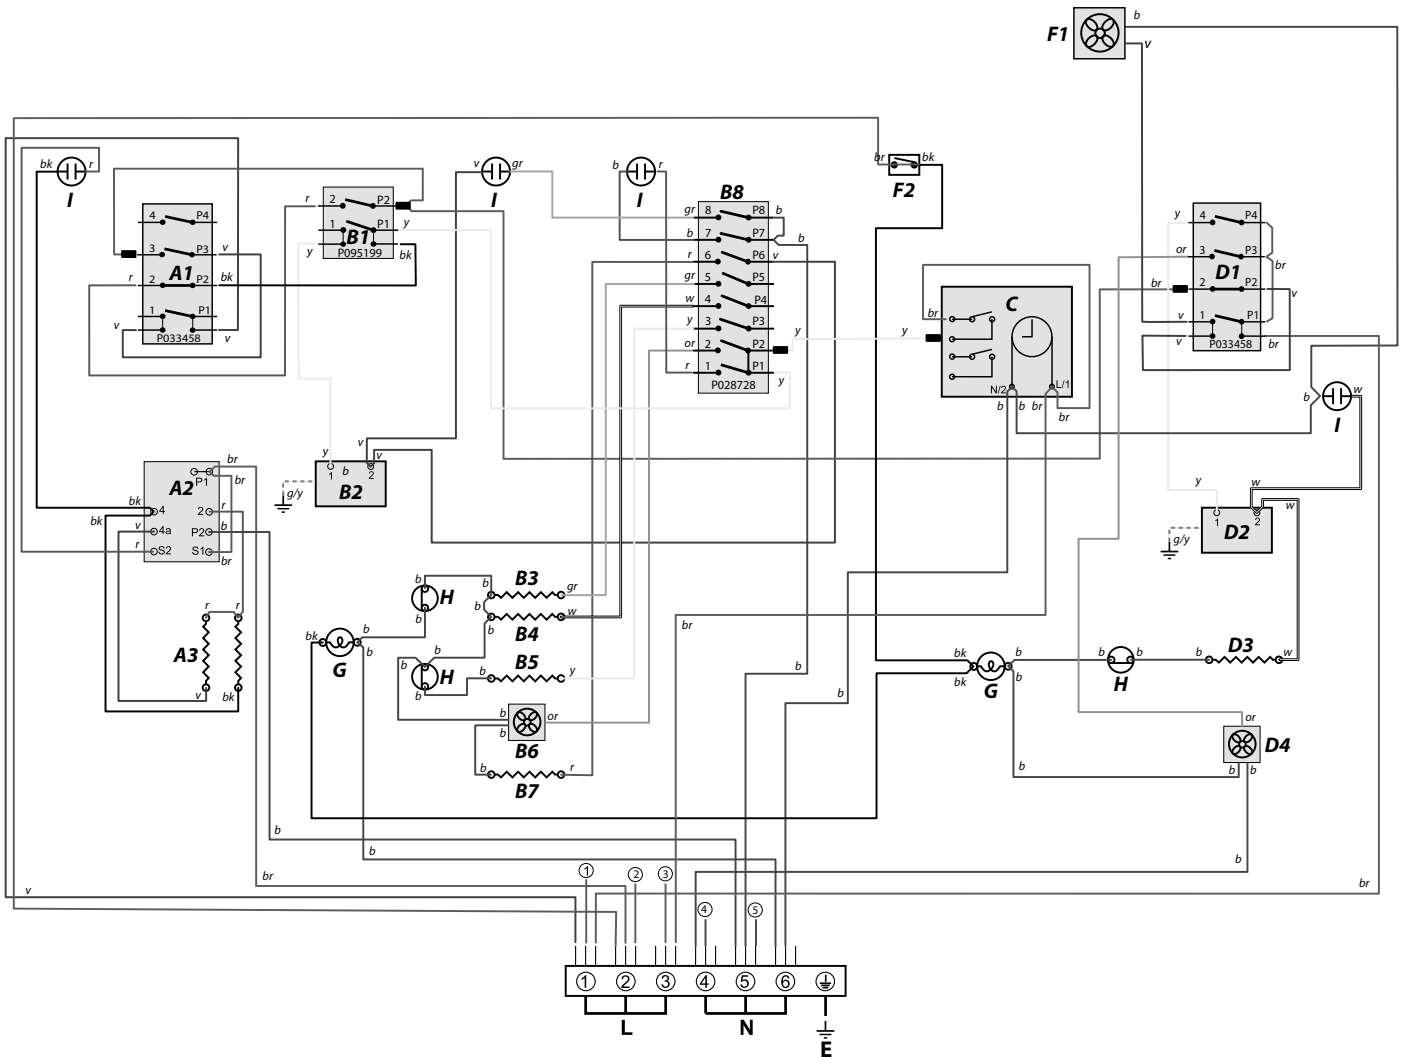 b
F1
v
br
bk
F2
bk
r
I
v
gr
I
b
r
I
B8
r
2
P2
1
P1
B1
P095199
y
y
bk
4
P4
3
P3
v
A1
r
2
P2
bk
1
P1
v
P033458
v
gr
8
P8
b
b
7
P7
b
r
6
P6
v
gr
5
P5
w
4
P4
y
3
P3
y
or
2
P2
r
1
P1
y
P028728
y
br
C
N/2
L/1
b
b
br
br
y
4
P4
or
3
P3
br
D1
br
2
P2
v
v
1
P1
v
P033458
br
b
w
I
v
v
y
1
b
2
B2
g/y
br
P1
br
A2
bk
4
2
r
bk
v
4a
P2
b
r
S2
S1
br
y
w
w
1
2
D2
g/y
b
H
b
b
B3
gr
b
B4
w
b
r
r
A3
v
bk
bk
b
G
b
b
b
H
b
b
B5
y
b
b
B6
or
b
B7
r
br
b
b
bk
bk
G
b
b
b
b
H
b
D3
w
or
D4
b
b
b
b
b
b
br
v
br
1
2
3
4
5
1
2
3
4
5
6
L
N
E